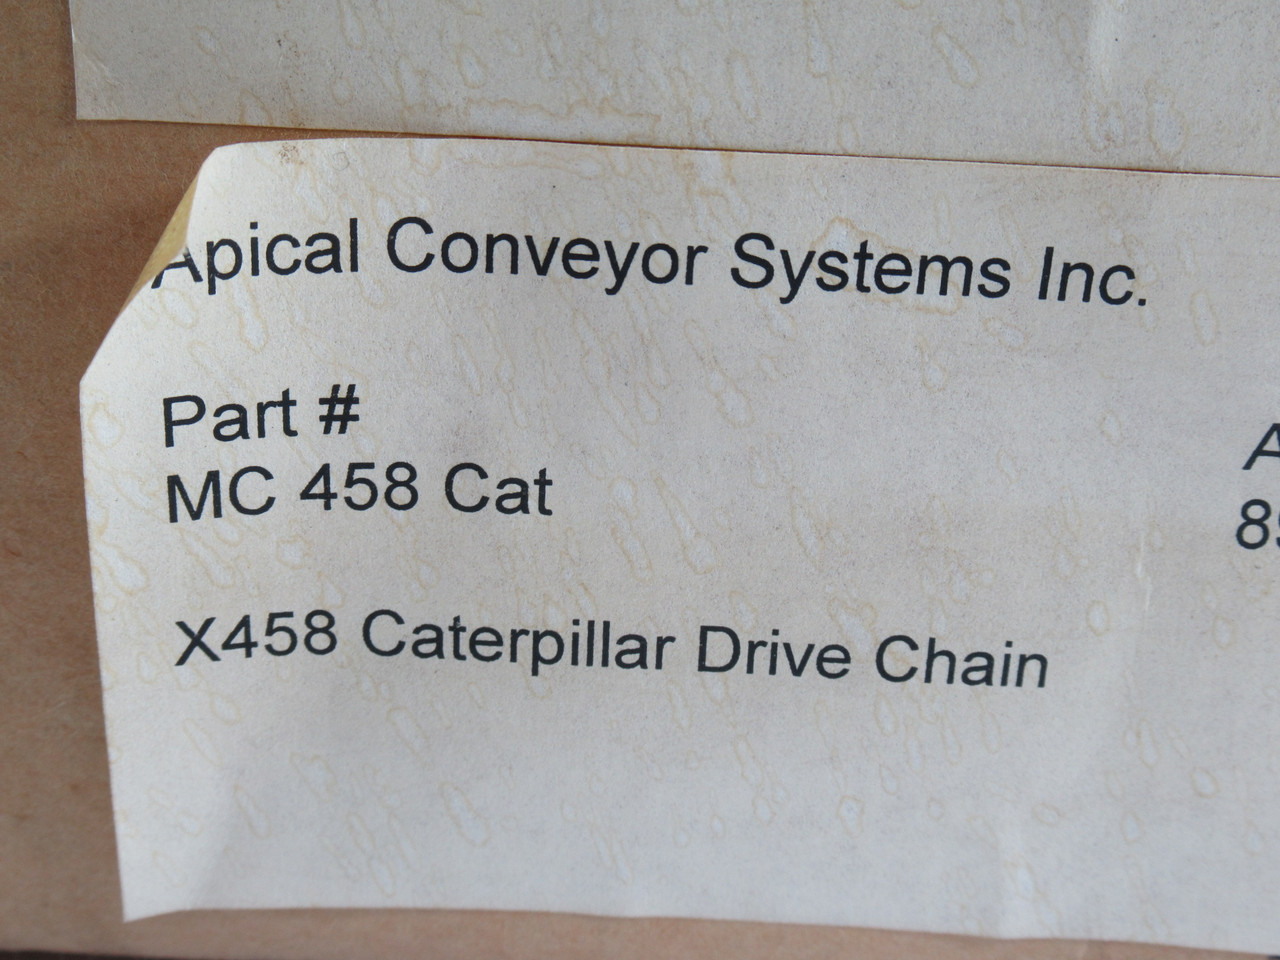 Apical Conveyor Systems Inc.
Part #
MC 458 Cat
X458 Caterpillar Drive Chain